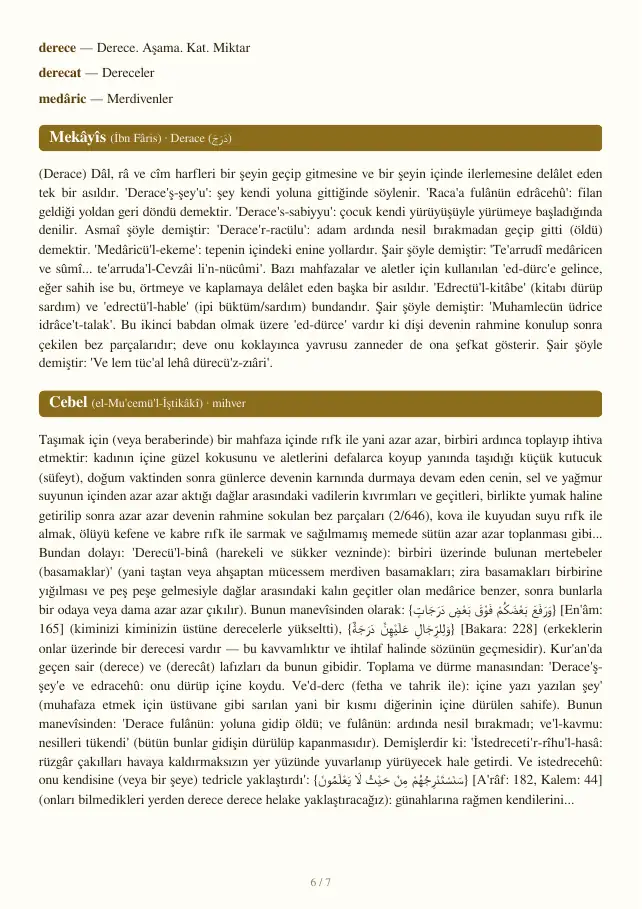 derece — Derece. Aşama. Kat. Miktar
derecat — Dereceler
medâric — Merdivenler
Mekâyîs (İbn Fâris) · Derace (دَرَجَ)
(Derace) Dâl, râ ve cîm harfleri bir şeyin geçip gitmesine ve bir şeyin içinde ilerlemesine delâlet eden
tek bir asıldır. 'Derace'ş-şey'u': şey kendi yoluna gittiğinde söylenir. 'Raca'a fulânün edrâcehû': filan
geldiği yoldan geri döndü demektir. 'Derace's-sabiyyu': çocuk kendi yürüyüşüyle yürümeye başladığında
denilir. Asmaî şöyle demiştir: 'Derace'r-racülu': adam ardında nesil bırakmadan geçip gitti (öldü)
demektir. 'Medâricü'l-ekeme': tepenin içindeki enine yollardır. Şair şöyle demiştir: 'Te'arrudî medâricen
ve sûmî... te'arruda'l-Cevzâi li'n-nücûmi'. Bazı mahfazalar ve aletler için kullanılan 'ed-dürc'e gelince,
eğer sahih ise bu, örtmeye ve kaplamaya delâlet eden başka bir asıldır. 'Edrectü'l-kitâbe' (kitabı dürüp
sardım) ve 'edrectü'l-hable' (ipi büktüm/sardım) bundandır. Şair şöyle demiştir: 'Muhamlecün üdrice
idrâce't-talak'. Bu ikinci babdan olmak üzere 'ed-dürce' vardır ki dişi devenin rahmine konulup sonra
çekilen bez parçalarıdır; deve onu koklayınca yavrusu zanneder de ona şefkat gösterir. Şair şöyle
demiştir: 'Ve lem tüc'al lehâ dürecü'z-zıâri'.
Cebel (el-Mu'cemü'l-İştikâkî) · mihver
Taşımak için (veya beraberinde) bir mahfaza içinde rıfk ile yani azar azar, birbiri ardınca toplayıp ihtiva
etmektir: kadının içine güzel kokusunu ve aletlerini defalarca koyup yanında taşıdığı küçük kutucuk
(süfeyt), doğum vaktinden sonra günlerce devenin karnında durmaya devam eden cenin, sel ve yağmur
suyunun içinden azar azar aktığı dağlar arasındaki vadilerin kıvrımları ve geçitleri, birlikte yumak haline
getirilip sonra azar azar devenin rahmine sokulan bez parçaları (2/646), kova ile kuyudan suyu rıfk ile
almak, ölüyü kefene ve kabre rıfk ile sarmak ve sağılmamış memede sütün azar azar toplanması gibi...
Bundan dolayı: 'Derecü'l-binâ (harekeli ve sükker vezninde): birbiri üzerinde bulunan mertebeler
(basamaklar)' (yani taştan veya ahşaptan mücessem merdiven basamakları; zira basamakları birbirine
yığılması ve peş peşe gelmesiyle dağlar arasındaki kalın geçitler olan medârice benzer, sonra bunlarla
bir odaya veya dama azar azar çıkılır). Bunun manevîsinden olarak: {وَرَفَعَ بَعْضَكُمْ فَوْقَ بَعْضٍ دَرَجَاتٍ} [En'âm:
165] (kiminizi kiminizin üstüne derecelerle yükseltti), {وَلِلرِّجَالِ عَلَيْهِنَّ دَرَجَةٌ} [Bakara: 228] (erkeklerin
onlar üzerinde bir derecesi vardır — bu kavvamlıktır ve ihtilaf halinde sözünün geçmesidir). Kur'an'da
geçen sair (derece) ve (derecât) lafızları da bunun gibidir. Toplama ve dürme manasından: 'Derace'ş-
şey'e ve edracehû: onu dürüp içine koydu. Ve'd-derc (fetha ve tahrik ile): içine yazı yazılan şey'
(muhafaza etmek için üstüvane gibi sarılan yani bir kısmı diğerinin içine dürülen sahife). Bunun
manevîsinden: 'Derace fulânün: yoluna gidip öldü; ve fulânün: ardında nesil bırakmadı; ve'l-kavmu:
nesilleri tükendi' (bütün bunlar gidişin dürülüp kapanmasıdır). Demişlerdir ki: 'İstedreceti'r-rîhu'l-hasâ:
rüzgâr çakılları havaya kaldırmaksızın yer yüzünde yuvarlanıp yürüyecek hale getirdi. Ve istedrecehû:
onu kendisine (veya bir şeye) tedricle yaklaştırdı': {سَنَسْتَدْرِجُهُمْ مِنْ حَيْثُ لَا يَعْلَمُونَ} [A'râf: 182, Kalem: 44]
(onları bilmedikleri yerden derece derece helake yaklaştıracağız): günahlarına rağmen kendilerini...
6 / 7